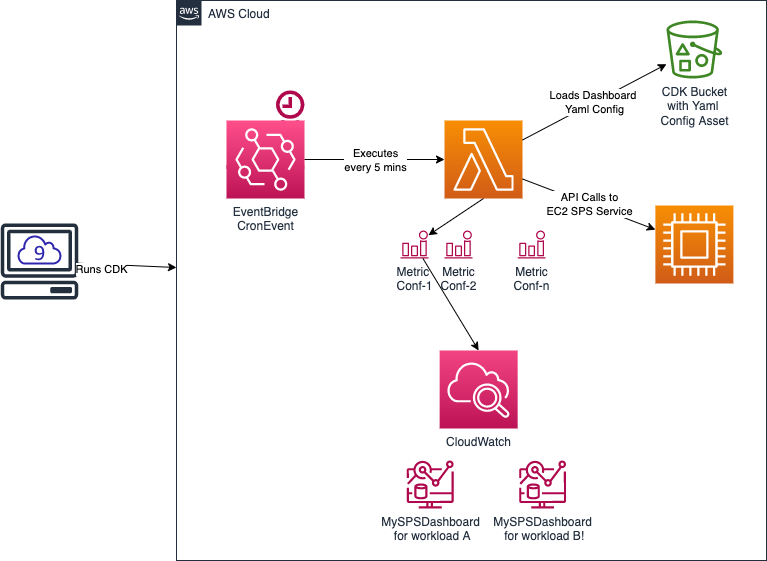 aws
AWS Cloud
CDK Bucket
with Yaml
Config Asset
Loads Dashboard
Yaml Config
Executes
every 5 mins
EventBridge
CronEvent
API Calls to
EC2 SPS Service
9
Runs CDK
Metric
Conf-1
Metric
Conf-2
Metric
Conf-n
CloudWatch
MySPSDashboard
for workload A
MySPSDashboard
for workload B!